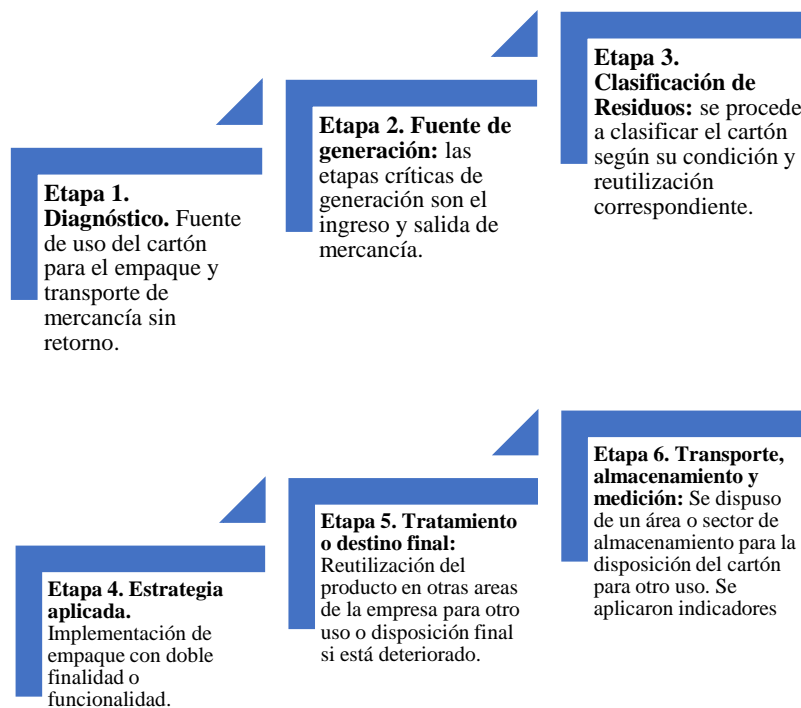 Etapa 1.
Diagnóstico. Fuente
de uso del cartón
para el empaque y
transporte de
mercancía sin
retorno.
Etapa 2. Fuente de
generación: las
etapas críticas de
generación son el
ingreso y salida de
mercancía.
Etapa 3.
Clasificación de
Residuos: se procede
a clasificar el cartón
según su condición y
reutilización
correspondiente.
Etapa 4. Estrategia
aplicada.
Implementación de
empaque con doble
finalidad o
funcionalidad.
Etapa 5. Tratamiento
o destino final:
Reutilización del
producto en otras areas
de la empresa para otro
uso o disposición final
si está deteriorado.
Etapa 6. Transporte,
almacenamiento y
medición: Se dispuso
de un área o sector de
almacenamiento para la
disposición del cartón
para otro uso. Se
aplicaron indicadores